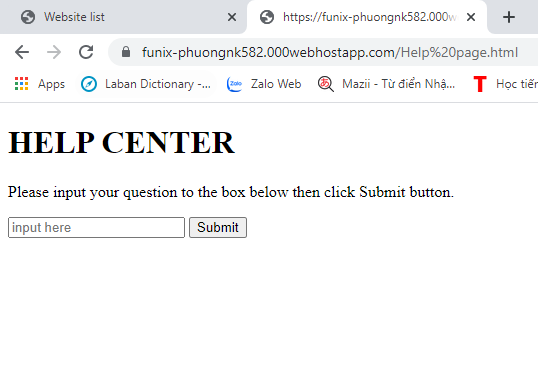 Website list
https://funix-phuongnk582.000w
funix-phuongnk582.000webhostapp.com/Help%20page.html
Apps Laban Dictionary -... Zalo Zalo Web Mazii - Từ điển Nhậ... T Học tiến
HELP CENTER
Please input your question to the box below then click Submit button.
input here Submit